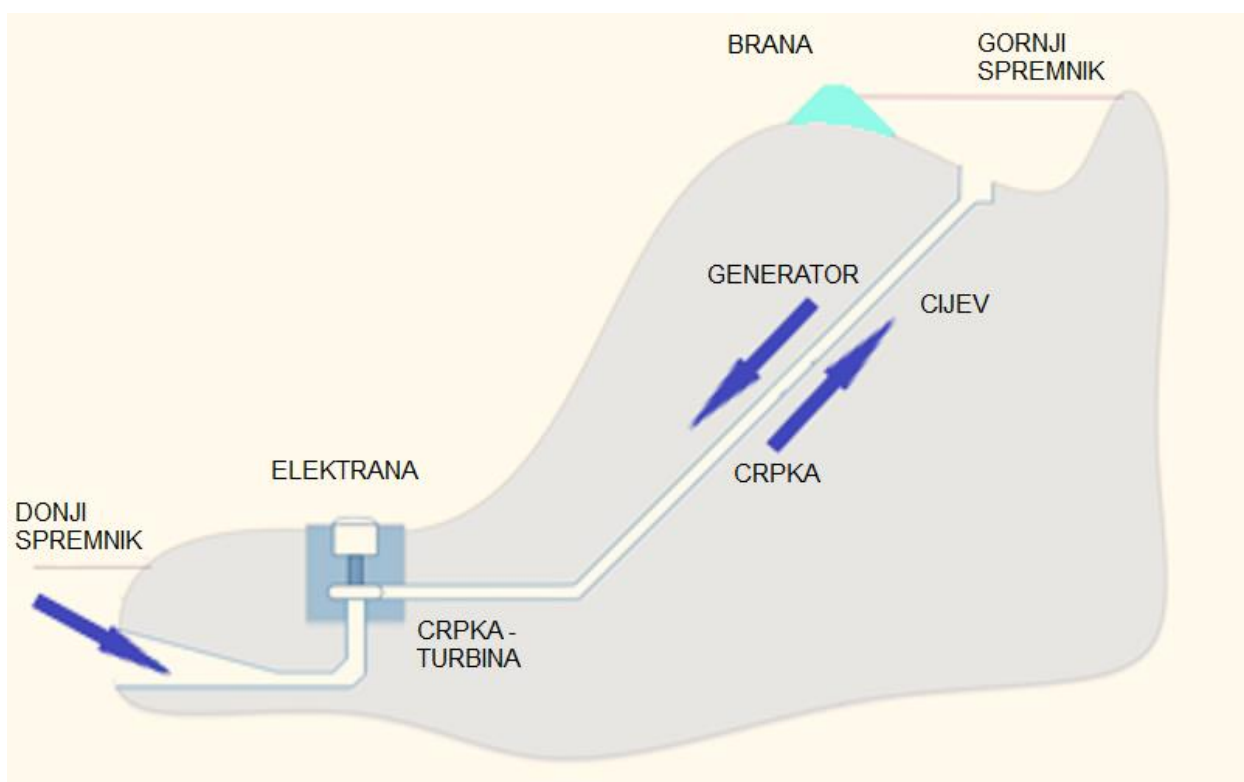 BRANA
GORNJI
SPREMNIK
GENERATOR
CIJEV
CRPKA
ELEKTRANA
DONJI
SPREMNIK
CRPKA -
TURBINA